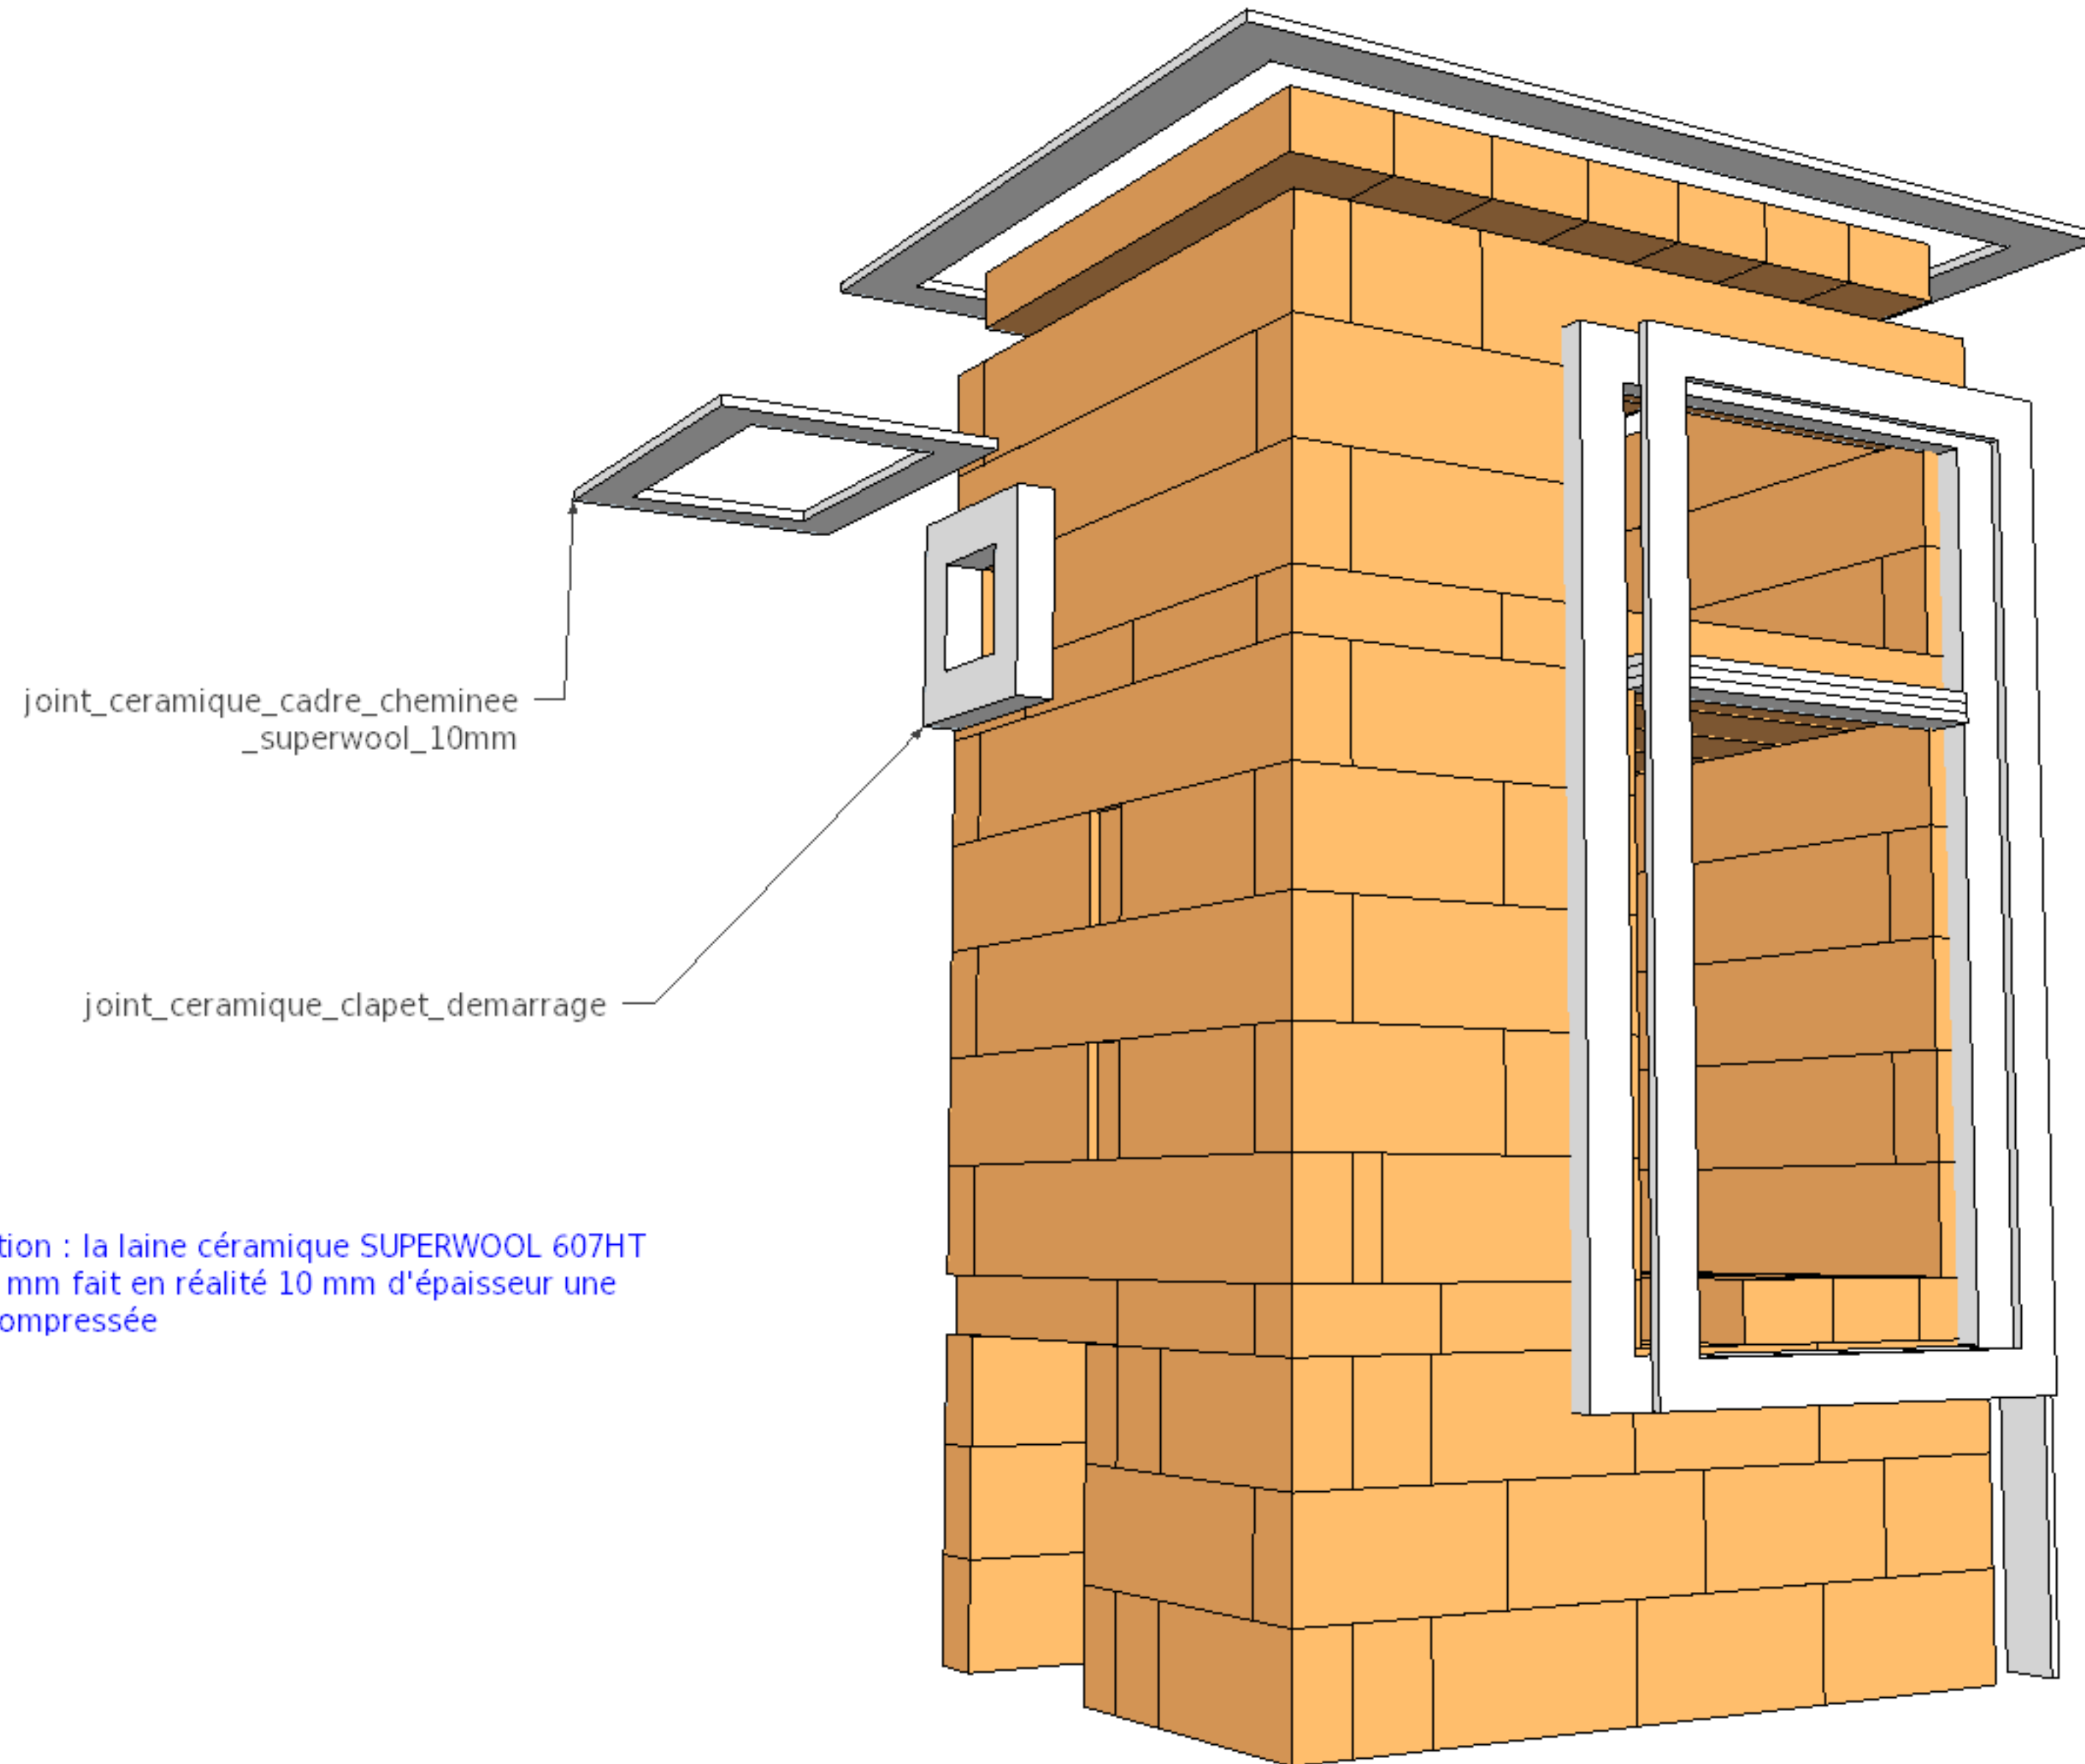 joint_ceramique_cadre_cheminee
_superwool_10mm
joint_ceramique_clapet_demarrage
tion : la laine céramique SUPERWOOL 607HT
mm fait en réalité 10 mm d'épaisseur une
ompressée